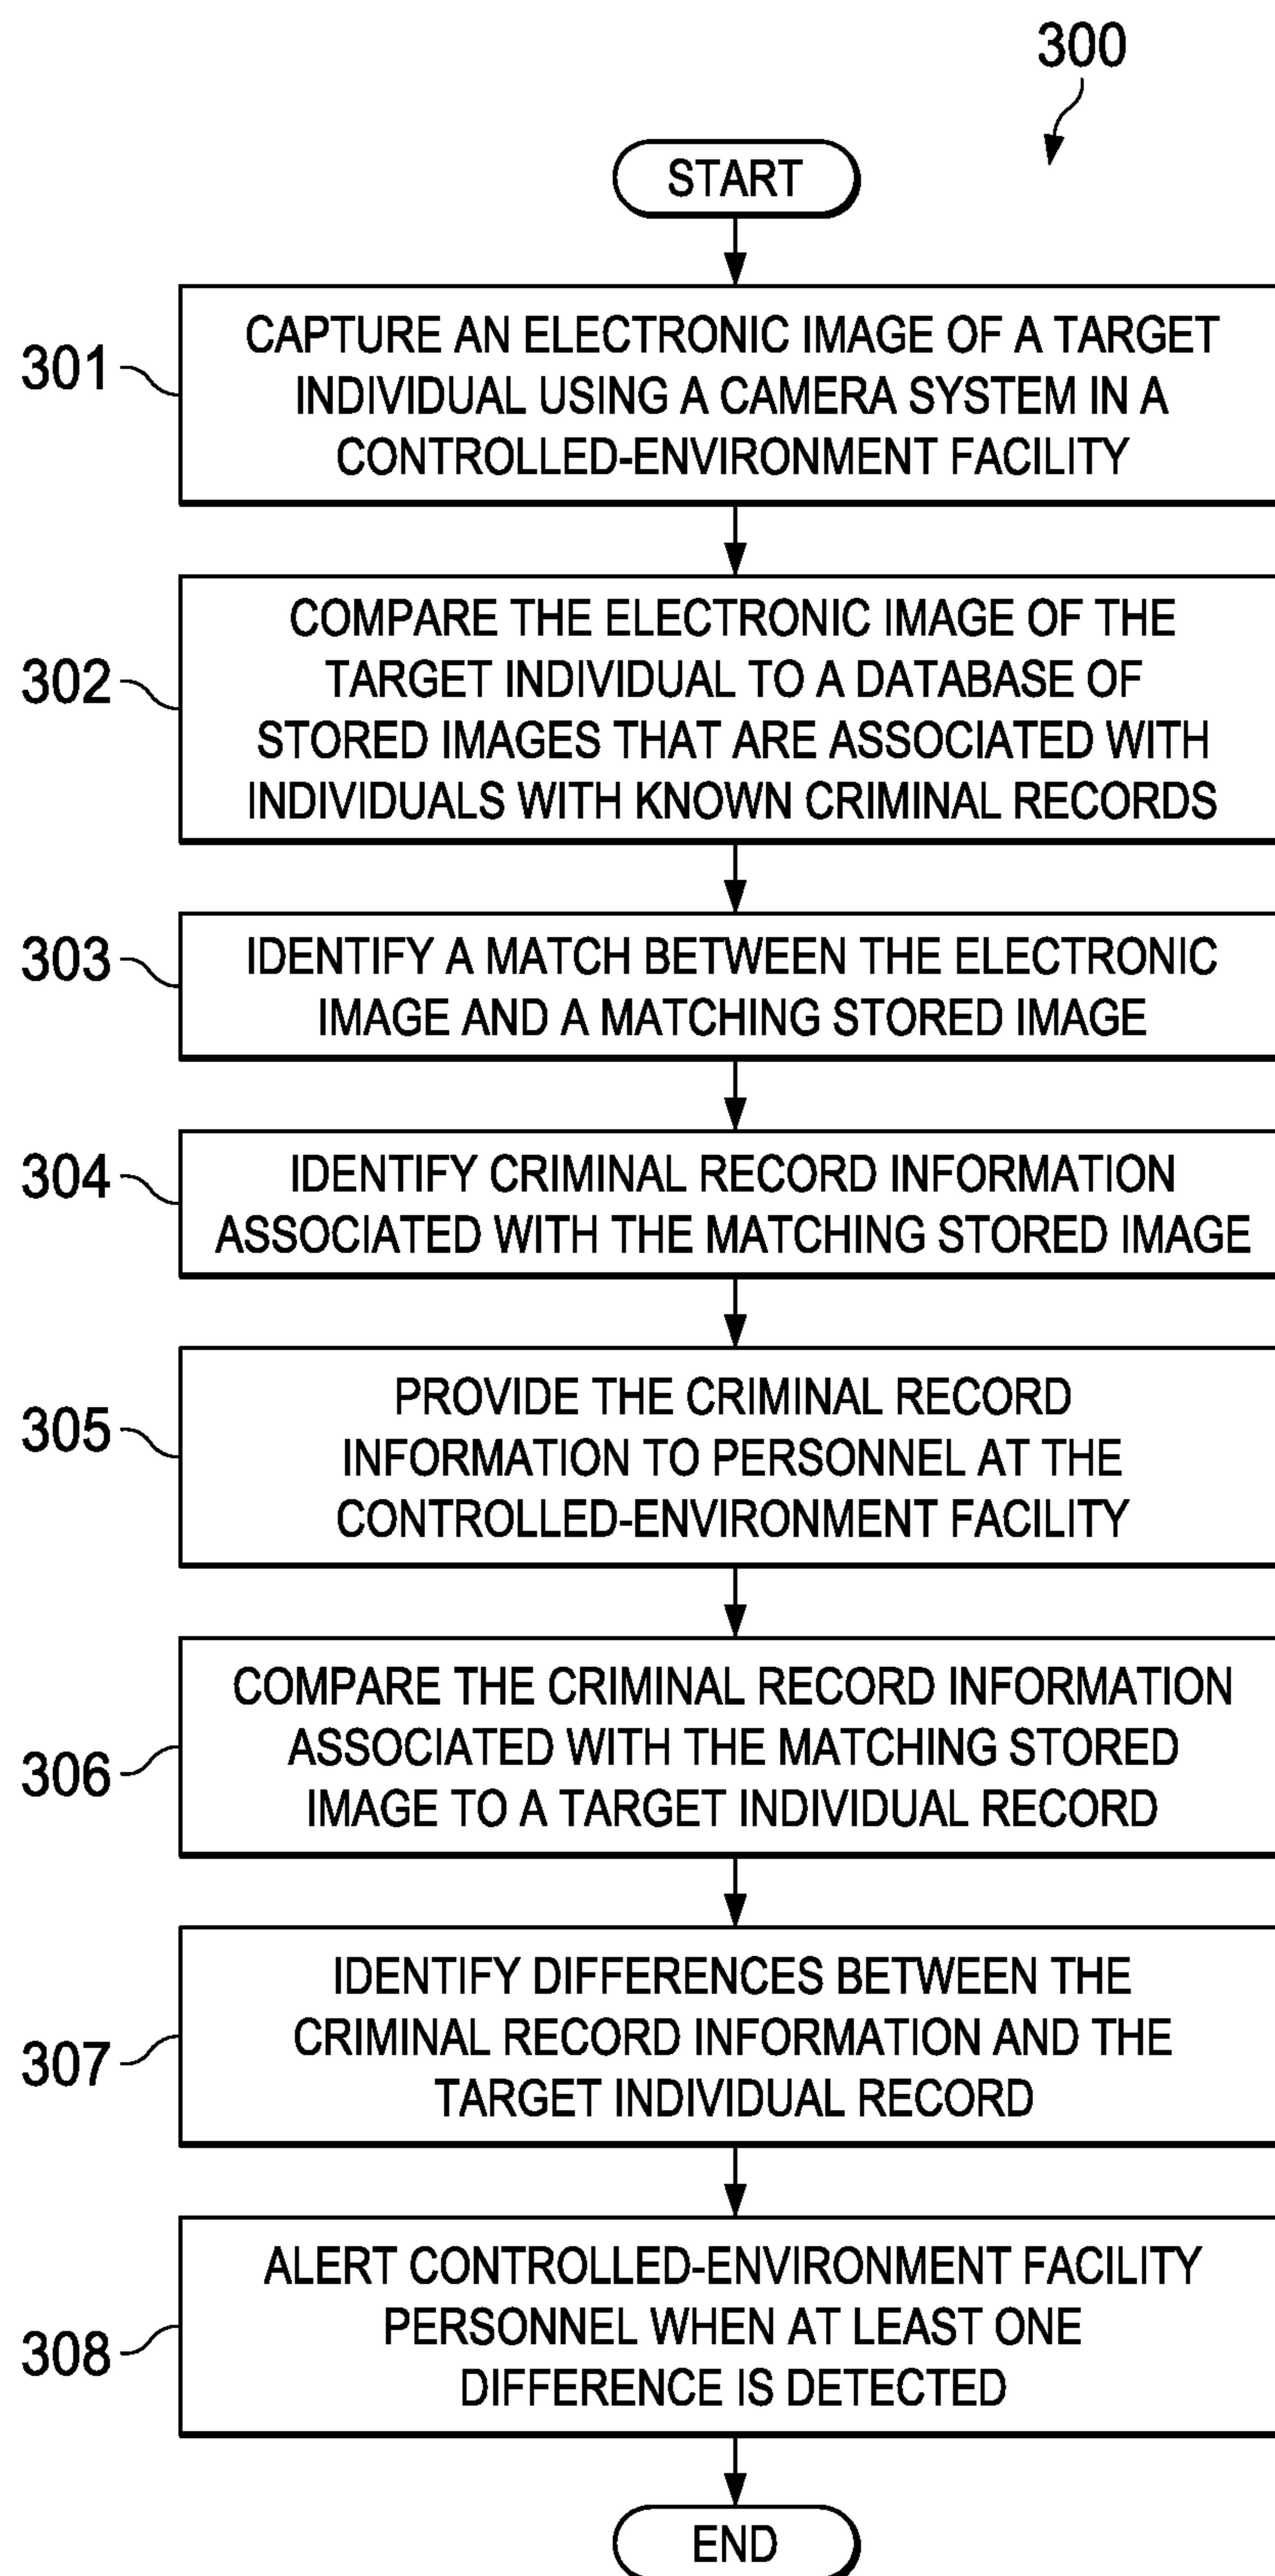 300
START
301
CAPTURE AN ELECTRONIC IMAGE OF A TARGET
INDIVIDUAL USING A CAMERA SYSTEM IN A
CONTROLLED-ENVIRONMENT FACILITY
302
COMPARE THE ELECTRONIC IMAGE OF THE
TARGET INDIVIDUAL TO A DATABASE OF
STORED IMAGES THAT ARE ASSOCIATED WITH
INDIVIDUALS WITH KNOWN CRIMINAL RECORDS
303
IDENTIFY A MATCH BETWEEN THE ELECTRONIC
IMAGE AND A MATCHING STORED IMAGE
304
IDENTIFY CRIMINAL RECORD INFORMATION
ASSOCIATED WITH THE MATCHING STORED IMAGE
305
PROVIDE THE CRIMINAL RECORD
INFORMATION TO PERSONNEL AT THE
CONTROLLED-ENVIRONMENT FACILITY
306
COMPARE THE CRIMINAL RECORD INFORMATION
ASSOCIATED WITH THE MATCHING STORED
IMAGE TO A TARGET INDIVIDUAL RECORD
307
IDENTIFY DIFFERENCES BETWEEN THE
CRIMINAL RECORD INFORMATION AND THE
TARGET INDIVIDUAL RECORD
308
ALERT CONTROLLED-ENVIRONMENT FACILITY
PERSONNEL WHEN AT LEAST ONE
DIFFERENCE IS DETECTED
END